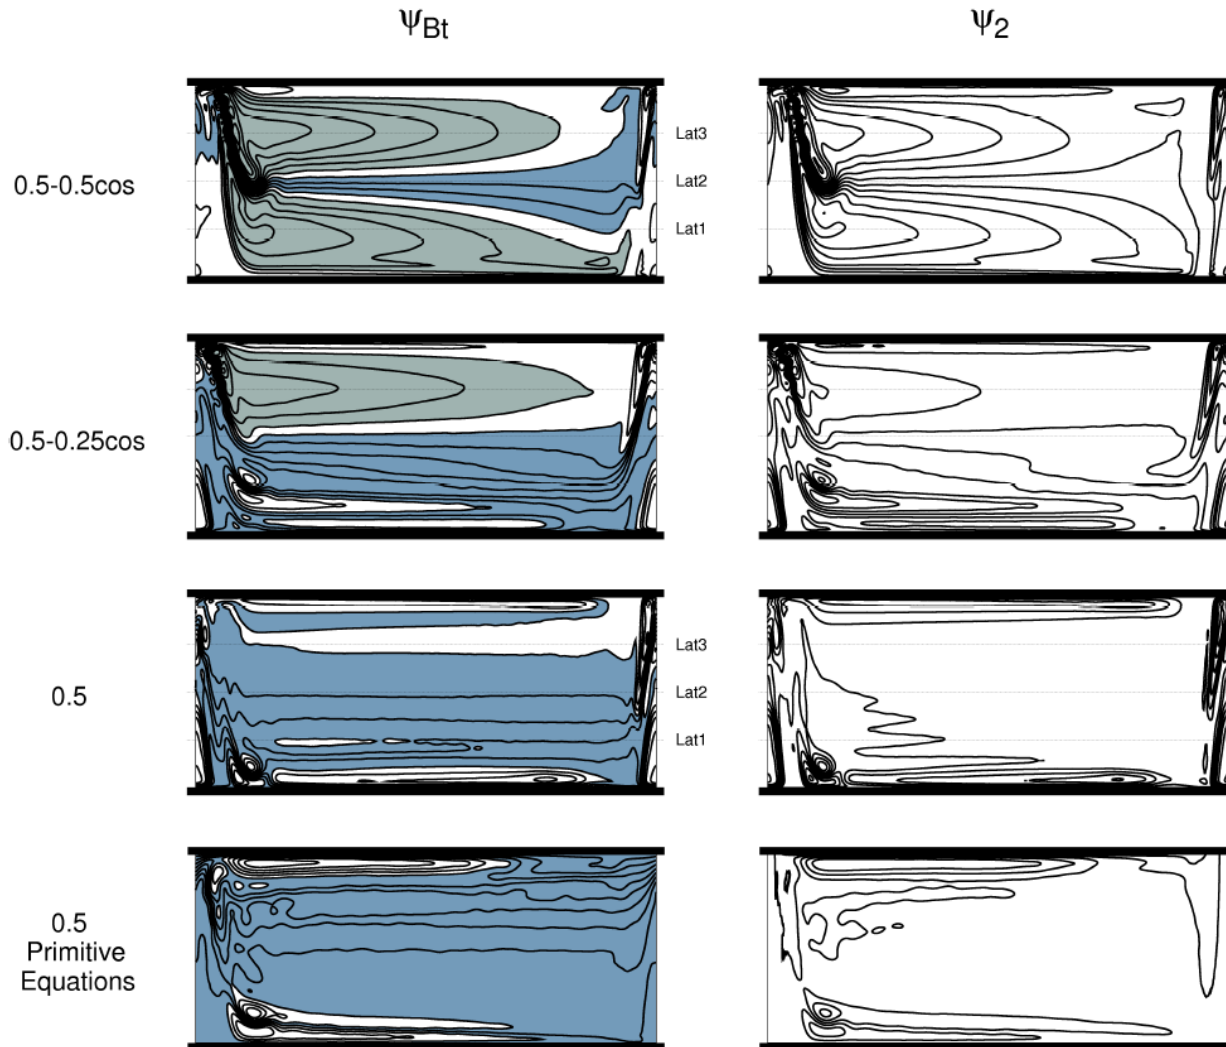 ψBt
ψ2
0.5-0.5cos
Lat3
Lat2
Lat1
0.5-0.25cos
0.5
Lat3
Lat2
Lat1
0.5
Primitive
Equations